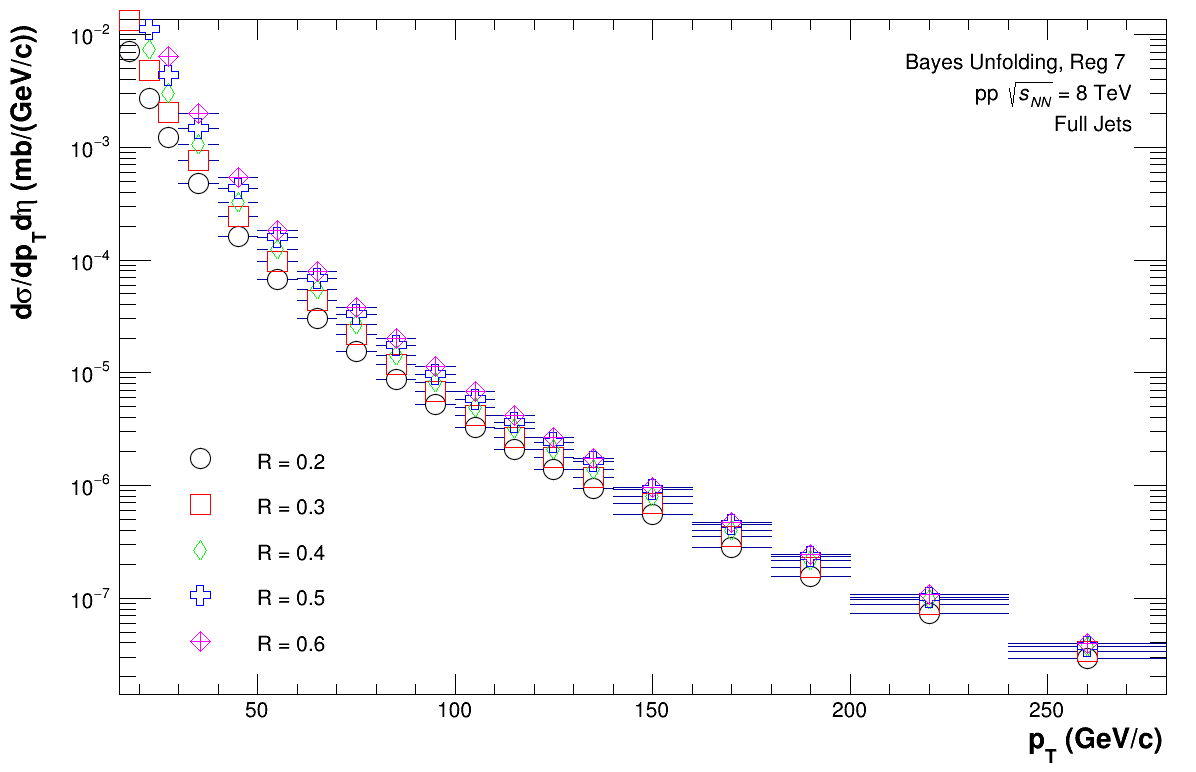 dσ/dp_T dη (mb/(GeV/c))
10⁻²
10⁻³
10⁻⁴
10⁻⁵
10⁻⁶
10⁻⁷
Bayes Unfolding, Reg 7
pp √s_NN = 8 TeV
Full Jets
R = 0.2
R = 0.3
R = 0.4
R = 0.5
R = 0.6
50 100 150 200 250
p_T (GeV/c)